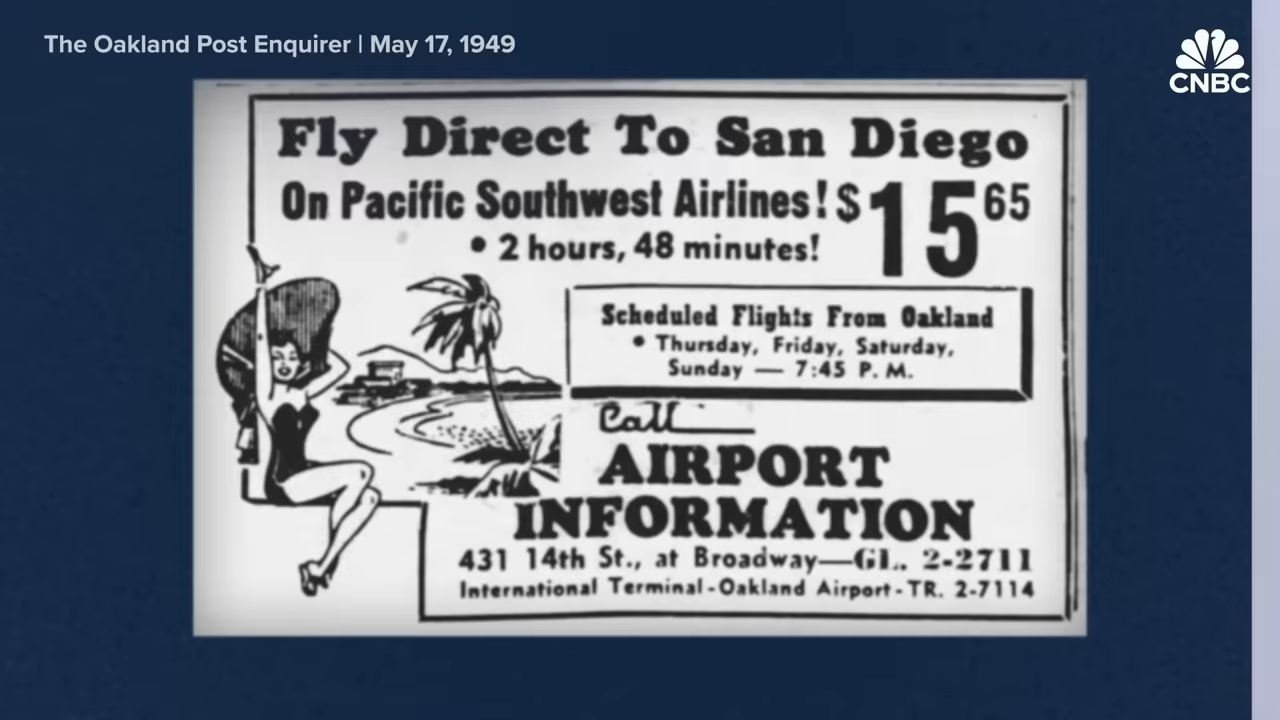 The Oakland Post Enquirer | May 17, 1949
CNBC
Fly Direct To San Diego
On Pacific Southwest Airlines! $15 65
• 2 hours, 48 minutes!
Scheduled Flights From Oakland
• Thursday, Friday, Saturday,
Sunday — 7:45 P. M.
Call
AIRPORT
INFORMATION
431 14th St., at Broadway—GL. 2-2711
International Terminal-Oakland Airport-TR. 2-7114